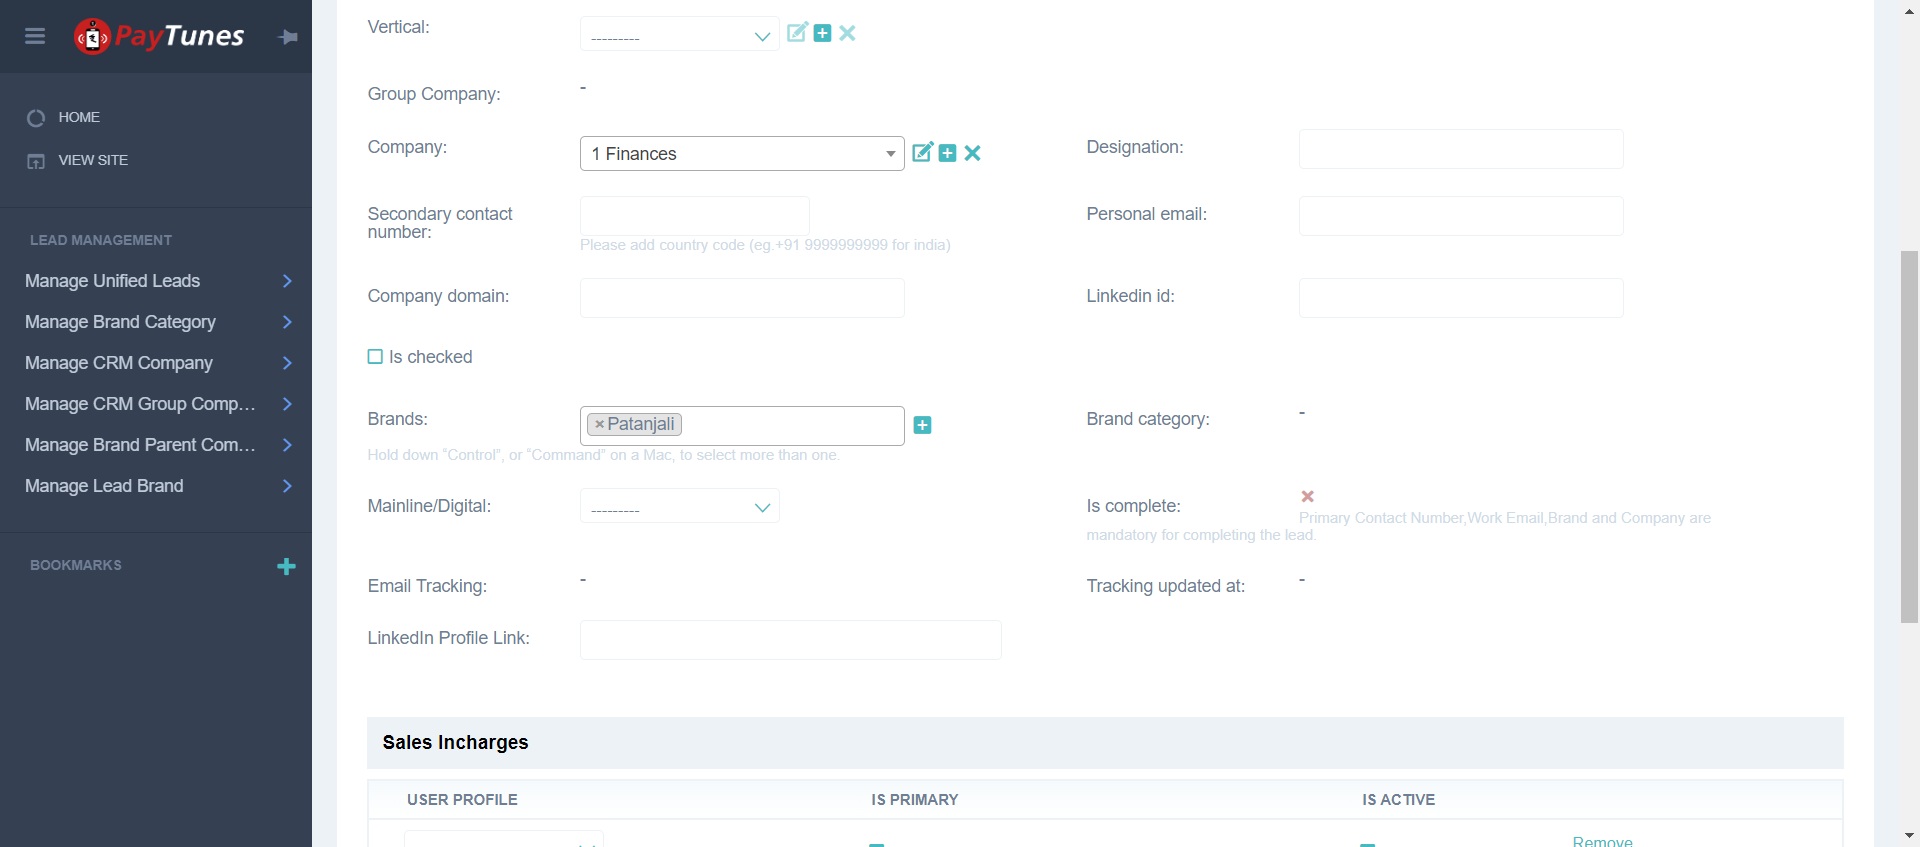 PayTunes
HOME
VIEW SITE
LEAD MANAGEMENT
Manage Unified Leads
Manage Brand Category
Manage CRM Company
Manage CRM Group Comp...
Manage Brand Parent Com...
Manage Lead Brand
BOOKMARKS
Vertical:
---------
Group Company:
-
Company:
1 Finances
Designation:
Secondary contact
number:
Please add country code (eg.+91 9999999999 for india)
Personal email:
Company domain:
Linkedin id:
Is checked
Brands:
×Patanjali
Hold down “Control”, or “Command” on a Mac, to select more than one.
Brand category:
-
Mainline/Digital:
---------
Is complete:
Primary Contact Number,Work Email,Brand and Company are
mandatory for completing the lead.
Email Tracking:
-
Tracking updated at:
-
LinkedIn Profile Link:
Sales Incharges
USER PROFILE
IS PRIMARY
IS ACTIVE
Remove